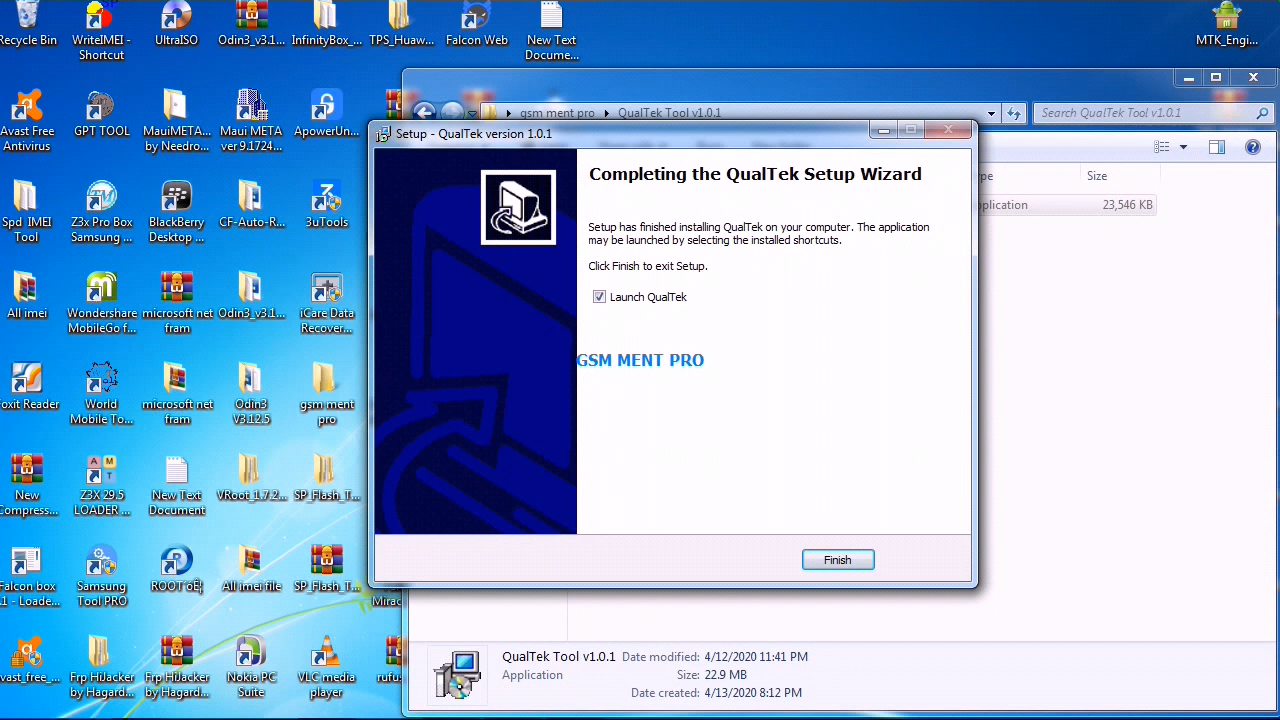 Recycle Bin
WriteIMEI -
Shortcut
UltraISO
Odin3_v3.1...
InfinityBox_...
TPS_Huaw...
Falcon Web
New Text
Docume...
MTK_Engi...
Avast Free
Antivirus
GPT TOOL
MauiMETA...
by Needro...
Maui META
ver 9.1724...
ApowerUn...
Spd IMEI
Tool
Z3x Pro Box
Samsung ...
BlackBerry
Desktop ...
CF-Auto-R...
3uTools
All imei
Wondershare
MobileGo f...
microsoft net
fram
Odin3_v3.1...
iCare Data
Recover...
Foxit Reader
World
Mobile To...
microsoft net
fram
Odin3
V3.12.5
gsm ment
pro
New
Compress...
Z3X 29.5
LOADER ...
New Text
Document
VRoot_1.7.2...
SP_Flash_T...
Falcon box
.1 - Loade...
Samsung
Tool PRO
All imei file
SP_Flash_T...
Mirac
vast_free_...
Frp HiJacker
by Hagard...
Frp HiJacker
by Hagard...
Nokia PC
Suite
VLC media
player
rufus
gsm ment pro
QualTek Tool v1.0.1
Search QualTek Tool v1.0.1
Size
pplication
23,546 KB
Setup - QualTek version 1.0.1
Completing the QualTek Setup Wizard
Setup has finished installing QualTek on your computer. The application
may be launched by selecting the installed shortcuts.
Click Finish to exit Setup.
Launch QualTek
GSM MENT PRO
Finish
QualTek Tool v1.0.1 Date modified: 4/12/2020 11:41 PM
Application Size: 22.9 MB
Date created: 4/13/2020 8:12 PM